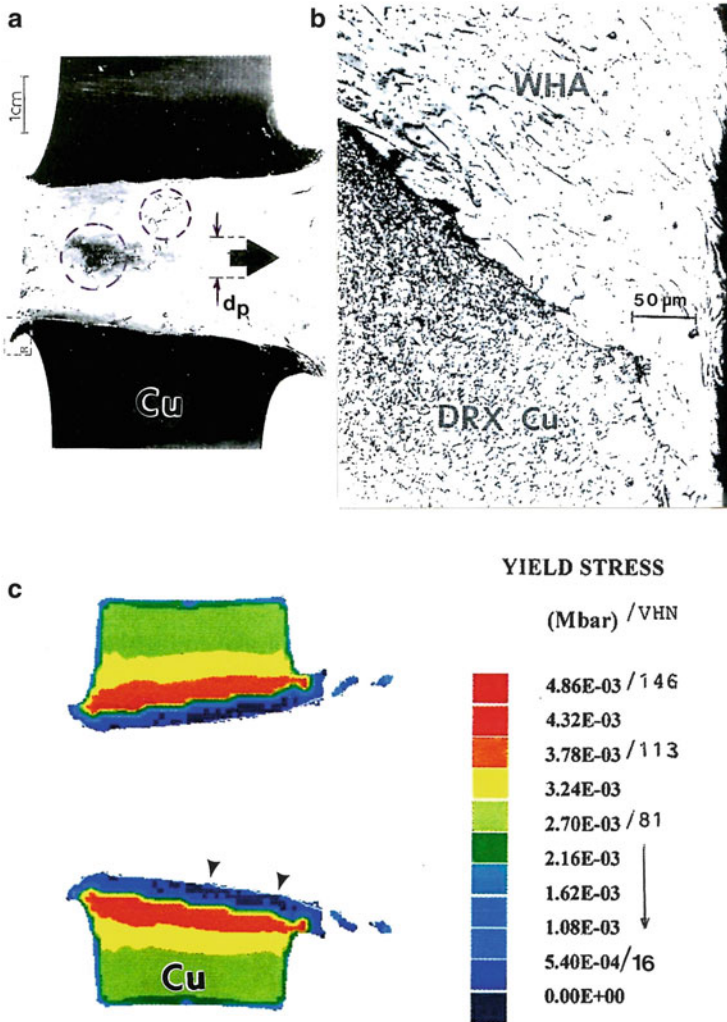 a
1cm
dp
Cu
b
WHA
50 μm
DRX Cu
c
Cu
YIELD STRESS
(Mbar) /VHN
4.86E-03/146
4.32E-03
3.78E-03/113
3.24E-03
2.70E-03/81
2.16E-03
1.62E-03
1.08E-03
5.40E-04/16
0.00E+00